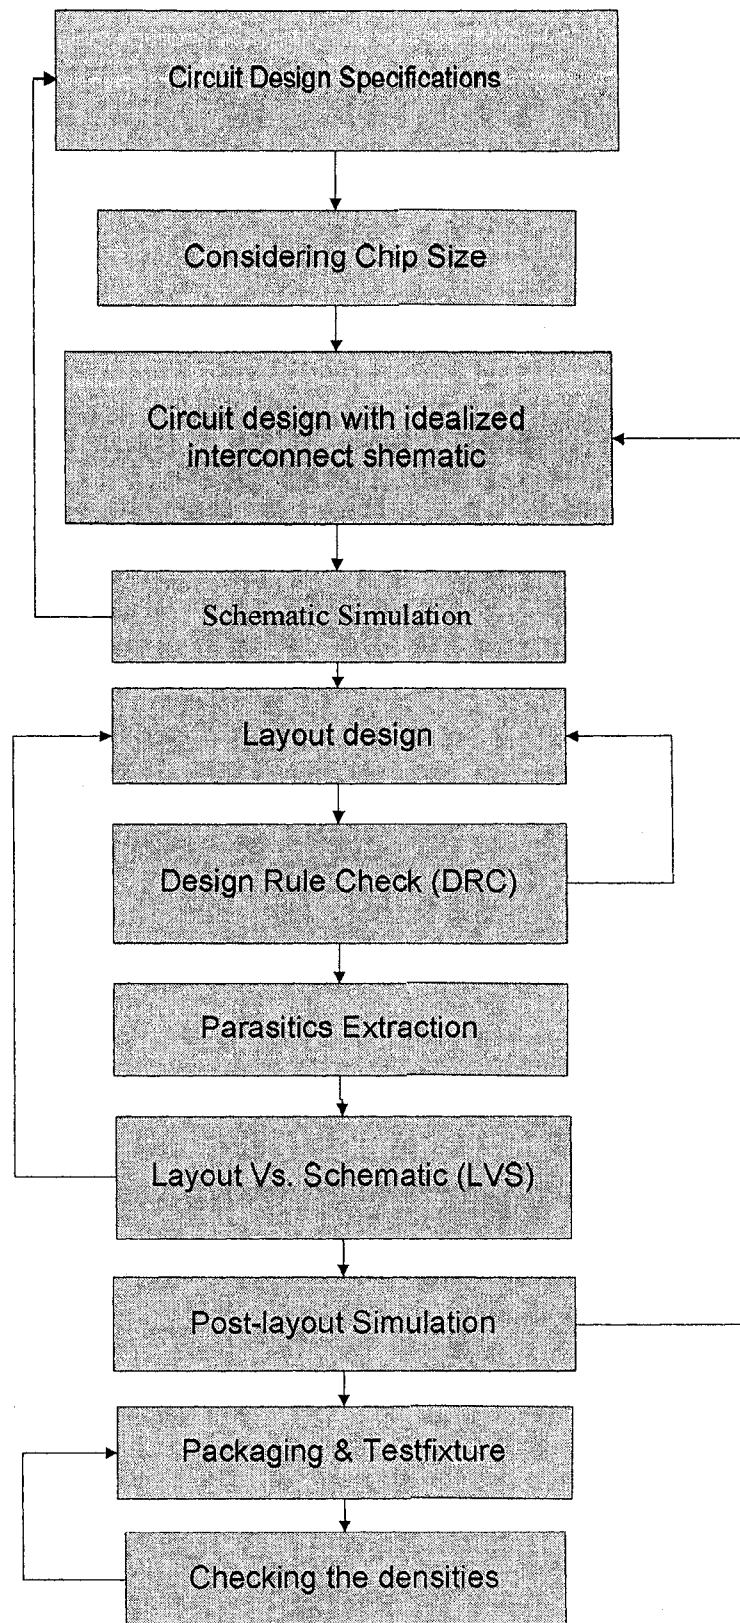 Circuit Design Specifications
Considering Chip Size
Circuit design with idealized
interconnect shematic
Schematic Simulation
Layout design
Design Rule Check (DRC)
Parasitics Extraction
Layout Vs. Schematic (LVS)
Post-layout Simulation
Packaging & Testfixture
Checking the densities